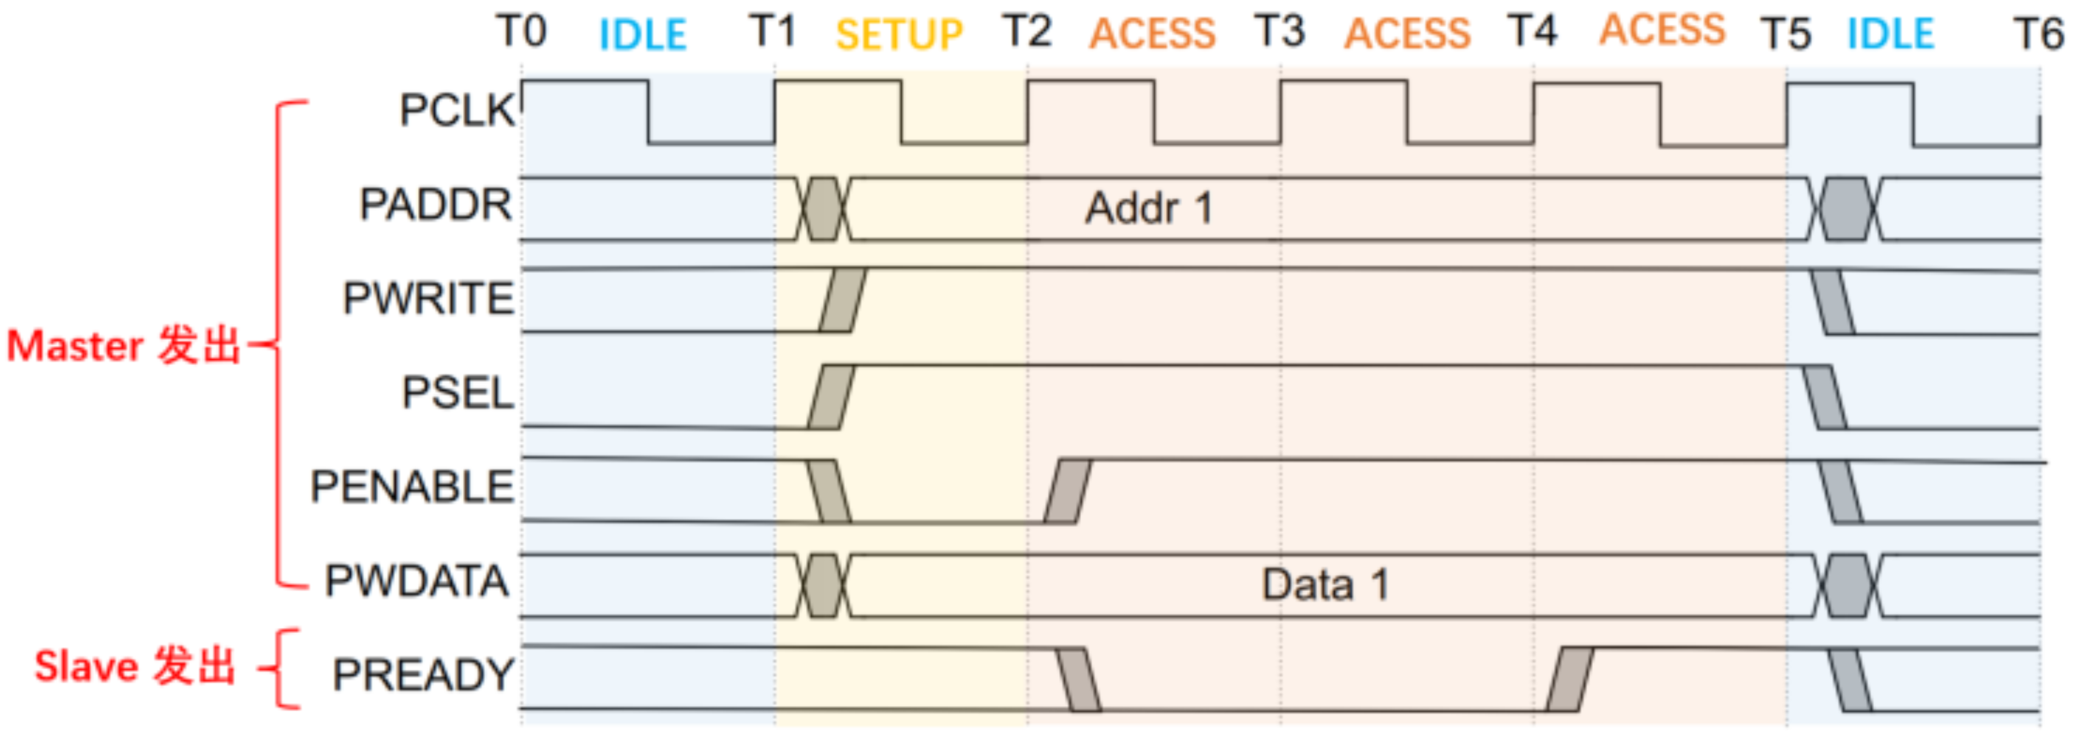 T0 IDLE T1 SETUP T2 ACESS T3 ACESS T4 ACESS T5 IDLE T6
PCLK
PADDR Addr 1
PWRITE
Master 发出
PSEL
PENABLE
PWDATA Data 1
Slave 发出 PREADY